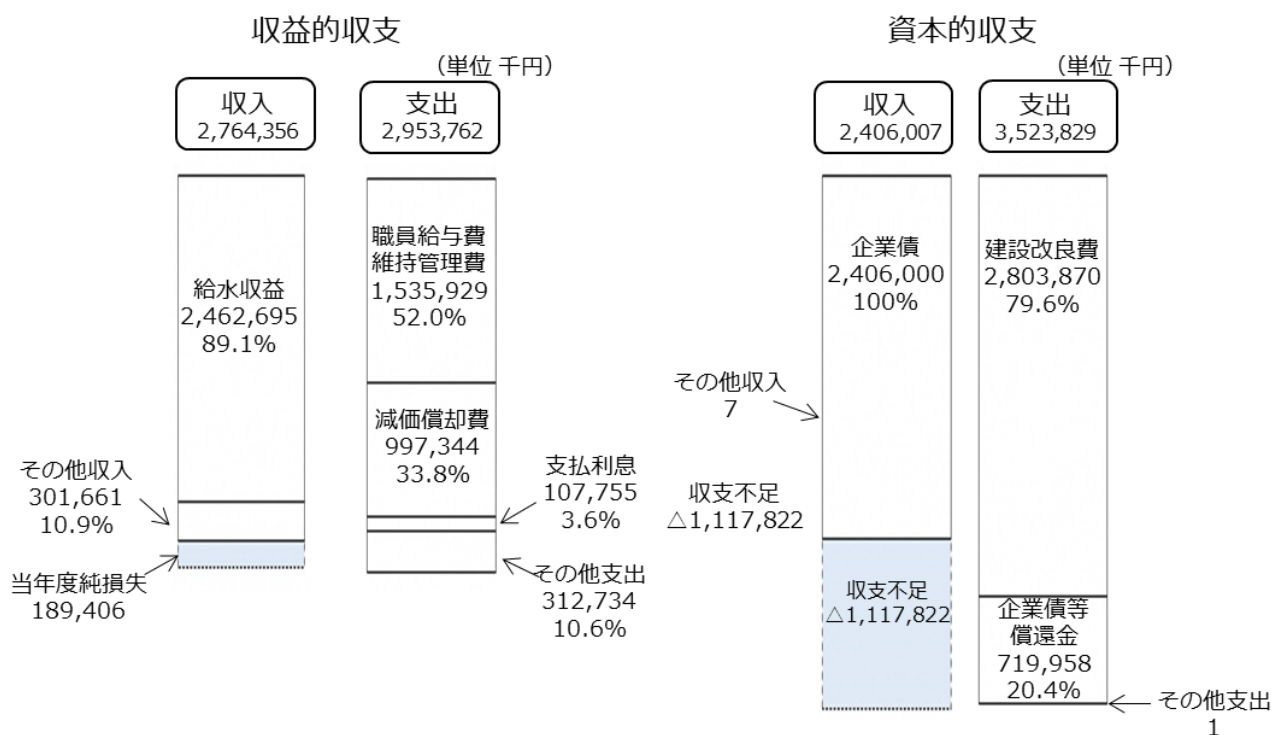 収益的収支
（単位 千円）
収入
2,764,356
支出
2,953,762
給水収益
2,462,695
89.1%
その他収入
301,661
10.9%
当年度純損失
189,406
職員給与費
維持管理費
1,535,929
52.0%
減価償却費
997,344
33.8%
支払利息
107,755
3.6%
その他支出
312,734
10.6%
資本的収支
（単位 千円）
収入
2,406,007
支出
3,523,829
企業債
2,406,000
100%
その他収入
7
収支不足
△1,117,822
収支不足
△1,117,822
建設改良費
2,803,870
79.6%
企業債等
償還金
719,958
20.4%
その他支出
1